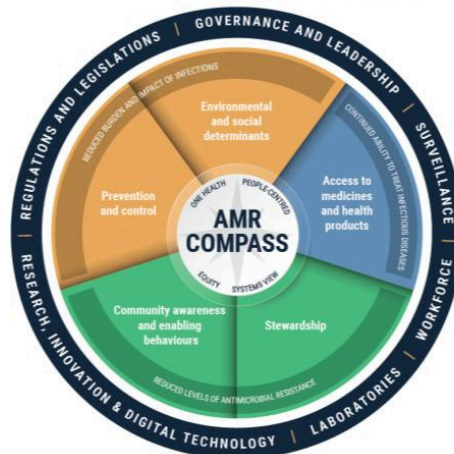 REGULATIONS AND LEGISLATIONS | GOVERNANCE AND LEADERSHIP | SURVEILLANCE | WORKFORCE | LABORATORIES | RESEARCH, INNOVATION & DIGITAL TECHNOLOGY |
REDUCED BURDEN AND IMPACT OF INFECTIONS
Environmental
and social
determinants
CONTINUED ABILITY TO TREAT INFECTIOUS DISEASES
Prevention
and control
Access to
medicines
and health
products
ONE HEALTH
PEOPLE-CENTRED
AMR
COMPASS
EQUITY
SYSTEMS VIEW
Community awareness
and enabling
behaviours
Stewardship
REDUCED LEVELS OF ANTIMICROBIAL RESISTANCE